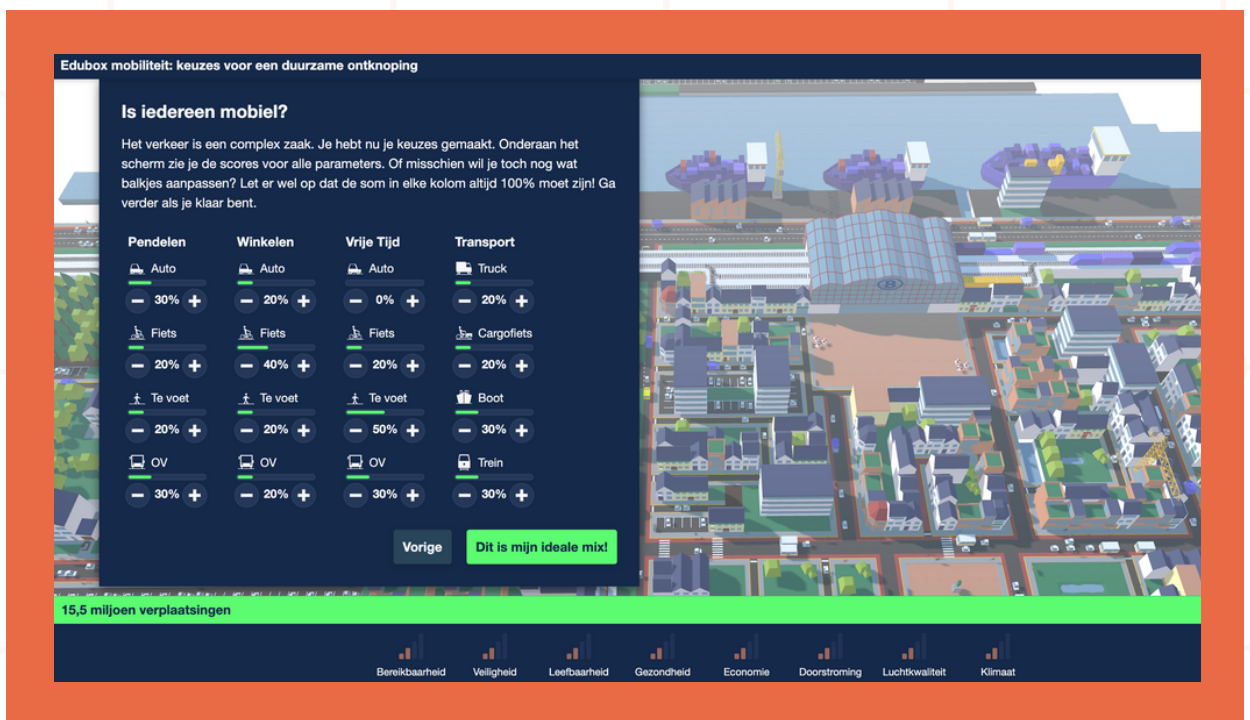 Edubox mobiliteit: keuzes voor een duurzame ontknoping
Is iedereen mobiel?
Het verkeer is een complex zaak. Je hebt nu je keuzes gemaakt. Onderaan het
scherm zie je de scores voor alle parameters. Of misschien wil je toch nog wat
balkjes aanpassen? Let er wel op dat de som in elke kolom altijd 100% moet zijn! Ga
verder als je klaar bent.
Pendelen Winkelen Vrije Tijd Transport
Auto Auto Auto Truck
− 30% + − 20% + − 0% + − 20% +
Fiets Fiets Fiets Cargofiets
− 20% + − 40% + − 20% + − 20% +
Te voet Te voet Te voet Boot
− 20% + − 20% + − 50% + − 30% +
OV OV OV Trein
− 30% + − 20% + − 30% + − 30% +
Vorige Dit is mijn ideale mix!
B
15,5 miljoen verplaatsingen
Bereikbaarheid Veiligheid Leefbaarheid Gezondheid Economie Doorstroming Luchtkwaliteit Klimaat